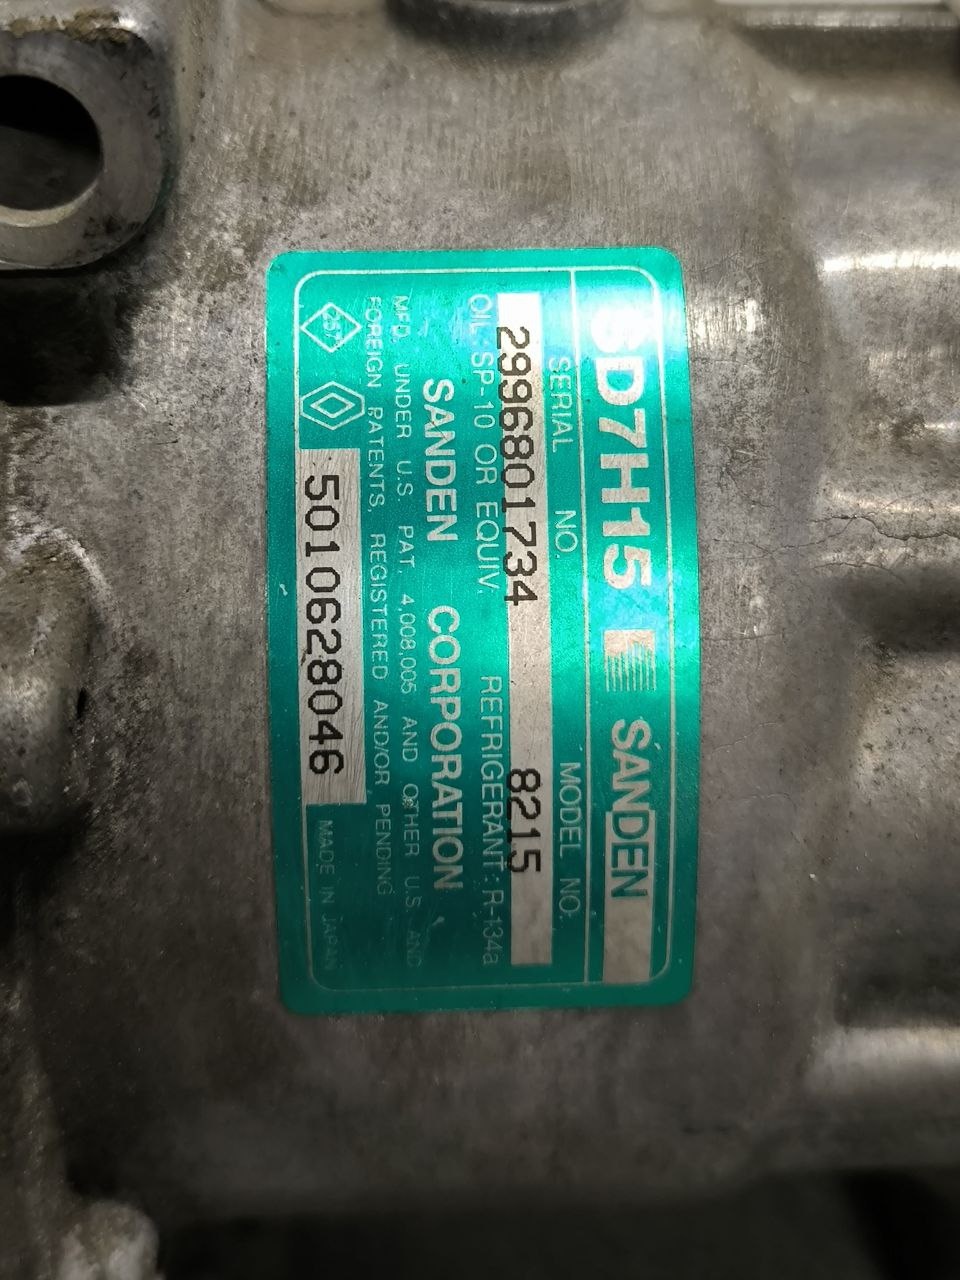 SD7H15 SANDEN
SERIAL NO. MODEL NO.
2996801734 8215
OIL : SP-10 OR EQUIV. REFRIGERANT : R-134a
SANDEN CORPORATION
MFD. UNDER U.S. PAT. 4,008,005 AND OTHER U.S. AND
FOREIGN PATENTS, REGISTERED AND/OR PENDING
257 5010628046 MADE IN JAPAN